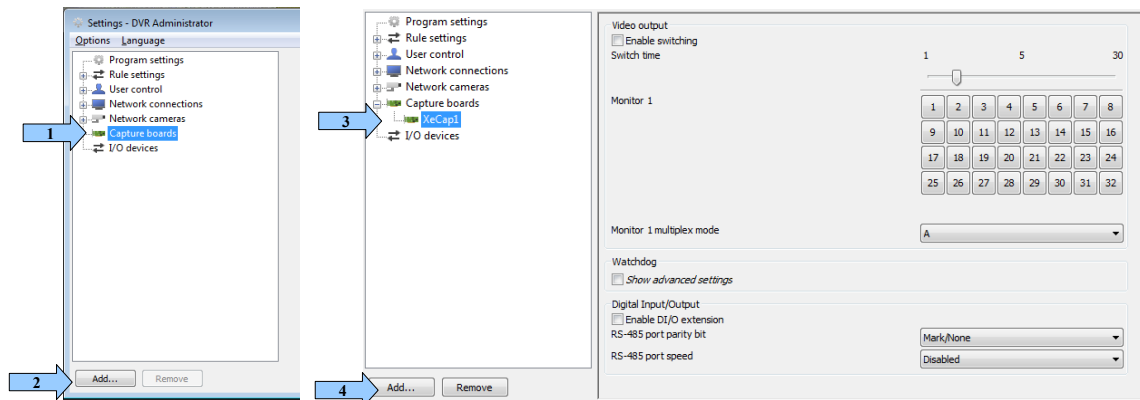 Settings - DVR Administrator
Options Language
Program settings
Rule settings
User control
Network connections
Network cameras
1
Capture boards
I/O devices
2
Add... Remove
Program settings
Rule settings
User control
Network connections
Network cameras
Capture boards
3
XeCap1
I/O devices
4
Add... Remove
Video output
Enable switching
Switch time 1 5 30
Monitor 1
1 2 3 4 5 6 7 8
9 10 11 12 13 14 15 16
17 18 19 20 21 22 23 24
25 26 27 28 29 30 31 32
Monitor 1 multiplex mode A
Watchdog
Show advanced settings
Digital Input/Output
Enable DI/O extension
RS-485 port parity bit Mark/None
RS-485 port speed Disabled